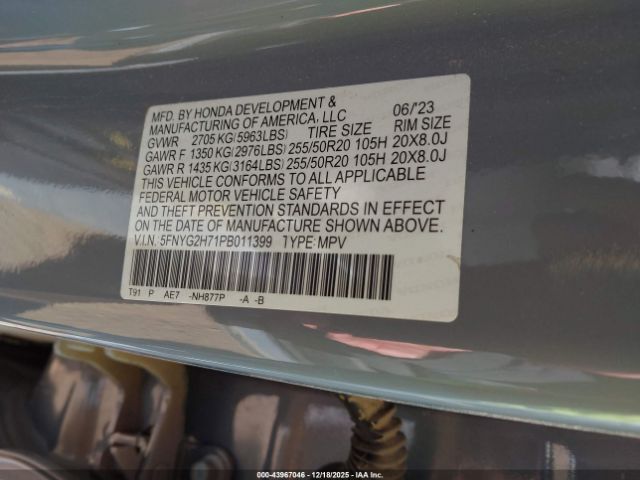 MFD. BY HONDA DEVELOPMENT & 06/'23
MANUFACTURING OF AMERICA, LLC
GVWR 2705 KG(5963LBS) TIRE SIZE RIM SIZE
GAWR F 1350 KG(2976LBS) 255/50R20 105H 20X8.0J
GAWR R 1435 KG(3164LBS) 255/50R20 105H 20X8.0J
THIS VEHICLE CONFORMS TO ALL APPLICABLE
FEDERAL MOTOR VEHICLE SAFETY
AND THEFT PREVENTION STANDARDS IN EFFECT
ON THE DATE OF MANUFACTURE SHOWN ABOVE.
V.I.N. 5FNYG2H71PB011399 TYPE: MPV
T91 P AE7 -NH877P -A -B
000-43967046 - 12/18/2025 - IAA Inc.